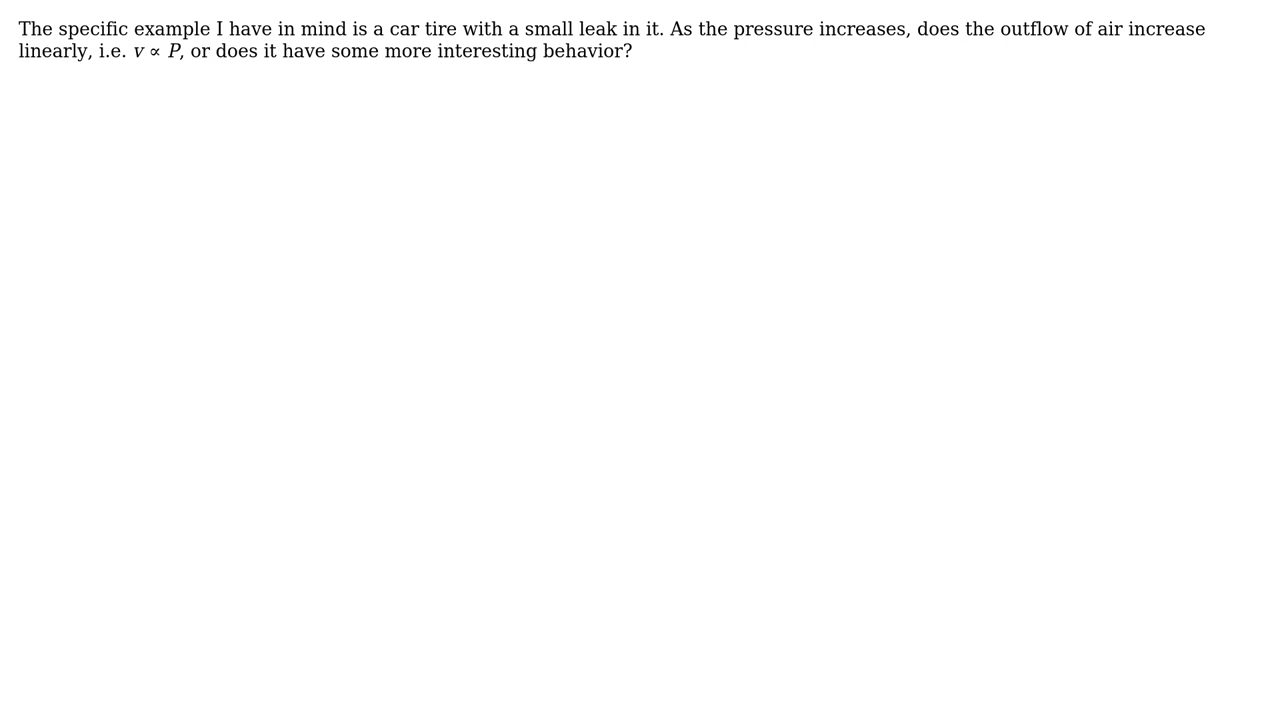 The specific example I have in mind is a car tire with a small leak in it. As the pressure increases, does the outflow of air increase
linearly, i.e. v ∝ P, or does it have some more interesting behavior?